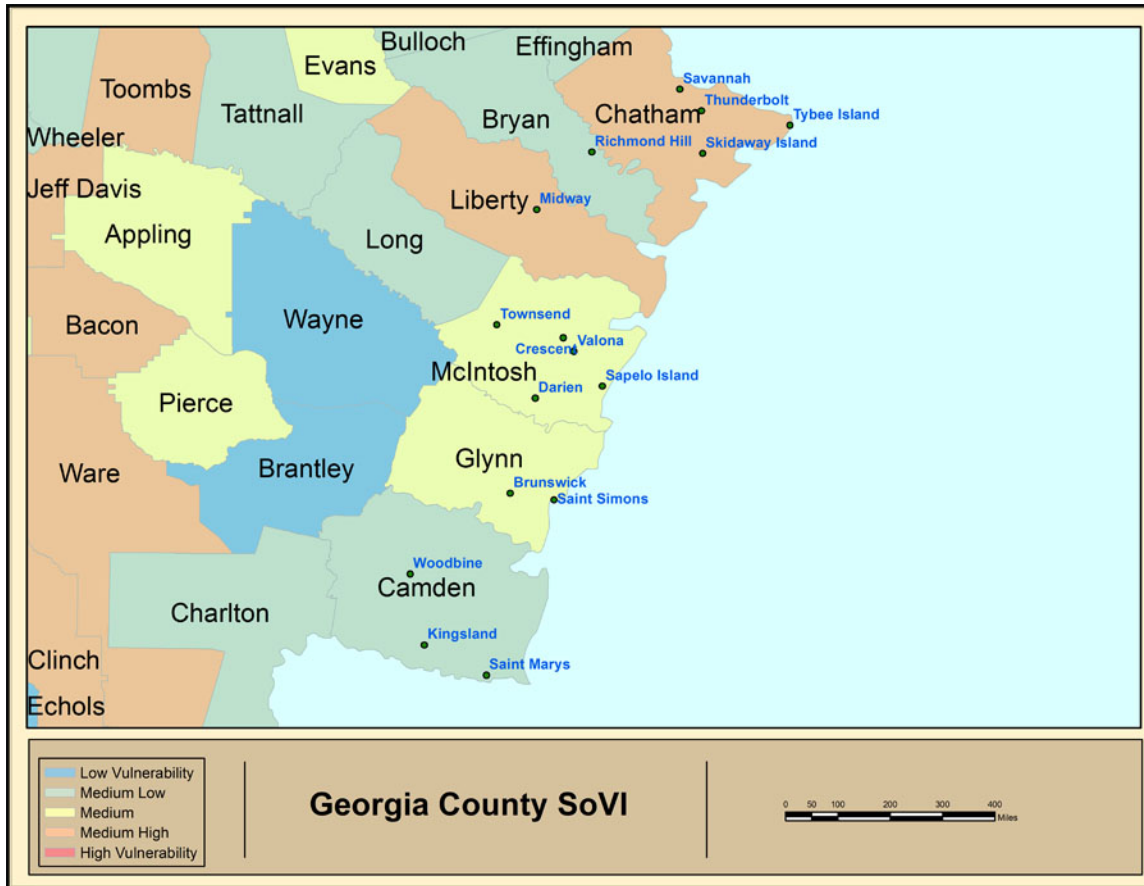 Bulloch
Effingham
Evans
Toombs
Savannah
Tattnall
Chatham
Thunderbolt
Tybee Island
Bryan
Wheeler
Richmond Hill
Skidaway Island
Jeff Davis
Liberty
Midway
Appling
Long
Wayne
Townsend
Bacon
Valona
Crescent
McIntosh
Sapelo Island
Darien
Pierce
Glynn
Ware
Brantley
Brunswick
Saint Simons
Woodbine
Camden
Charlton
Kingsland
Clinch
Saint Marys
Echols
Low Vulnerability
Medium Low
Medium
Medium High
High Vulnerability
Georgia County SoVI
0 50 100 200 300 400
Miles